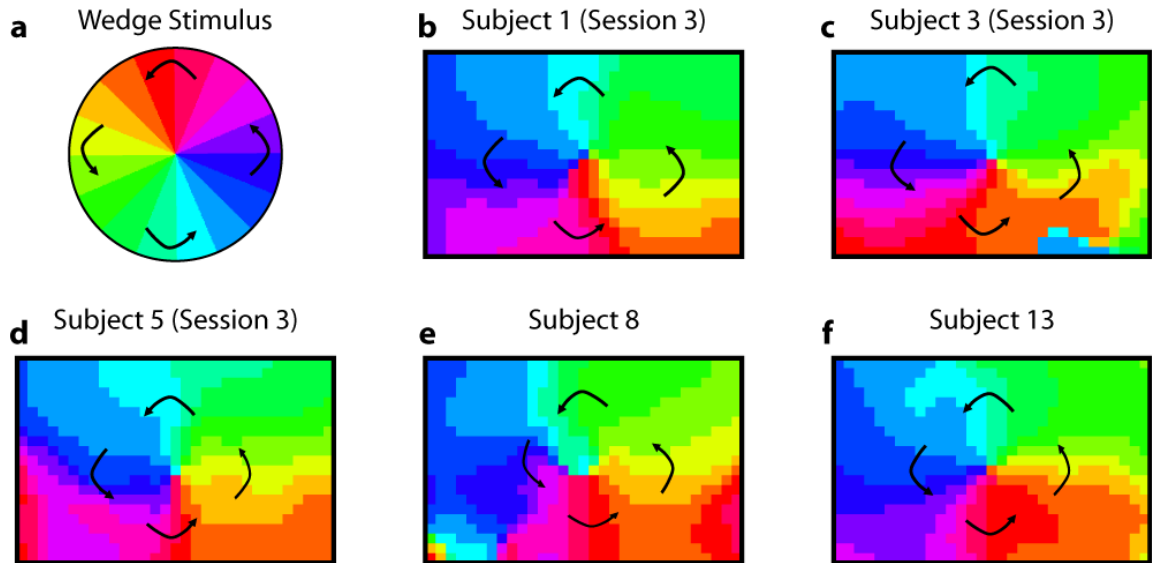 a Wedge Stimulus
b Subject 1 (Session 3)
c Subject 3 (Session 3)
d Subject 5 (Session 3)
e Subject 8
f Subject 13